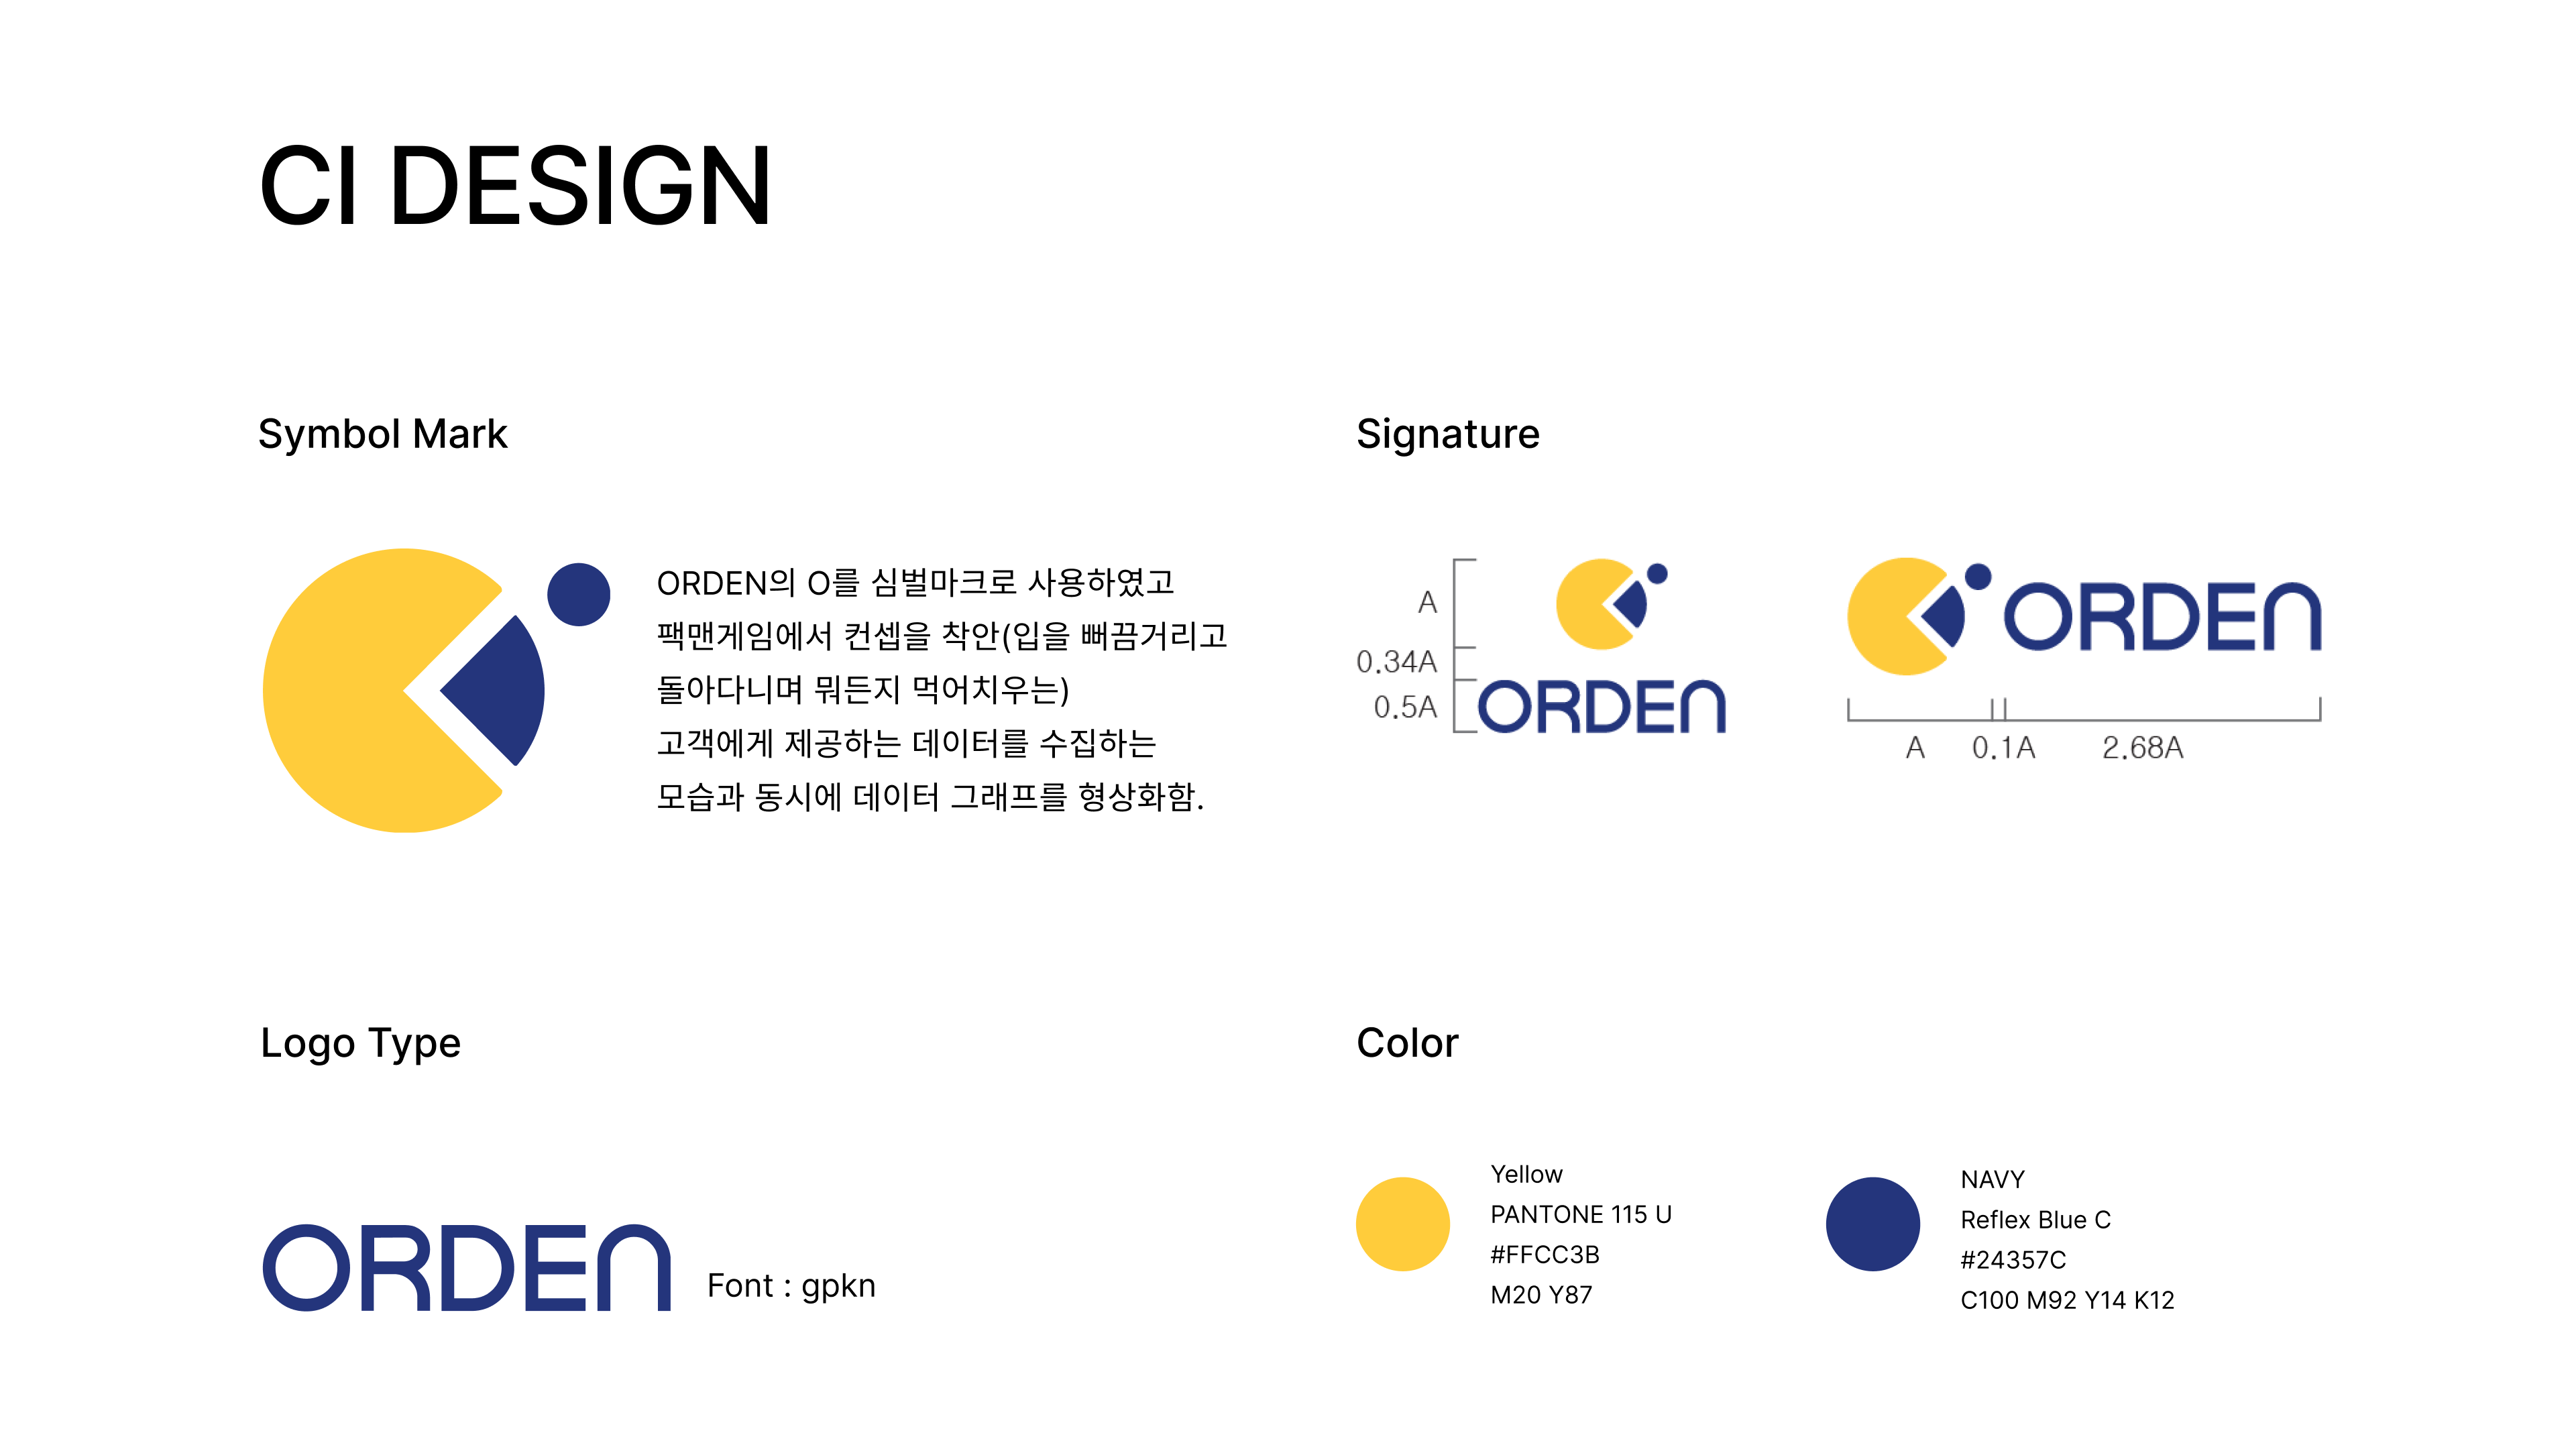 CI DESIGN
Symbol Mark
ORDEN의 O를 심벌마크로 사용하였고
팩맨게임에서 컨셉을 착안(입을 뻐끔거리고
돌아다니며 뭐든지 먹어치우는)
고객에게 제공하는 데이터를 수집하는
모습과 동시에 데이터 그래프를 형상화함.
Signature
A
0.34A
0.5A
ORDEN
ORDEN
A 0.1A 2.68A
Logo Type
ORDEN
Font : gpkn
Color
Yellow
PANTONE 115 U
#FFCC3B
M20 Y87
NAVY
Reflex Blue C
#24357C
C100 M92 Y14 K12